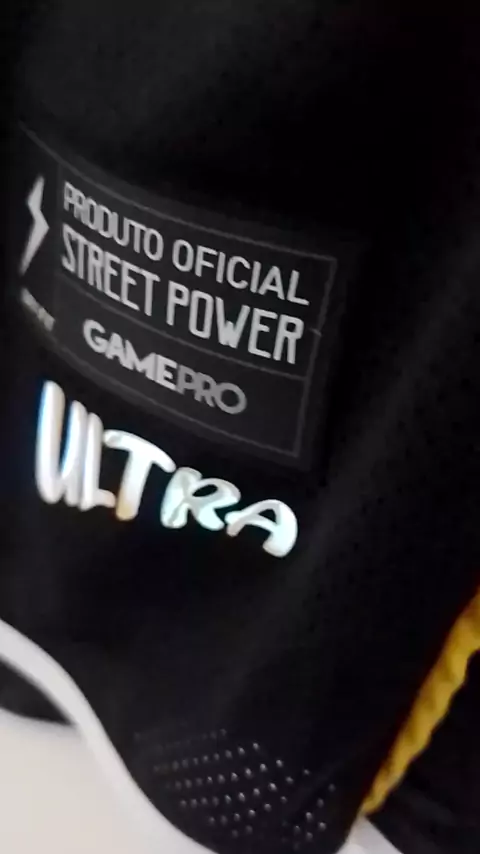 PRODUTO OFICIAL
STREET POWER
GAMEPRO
ULTRA